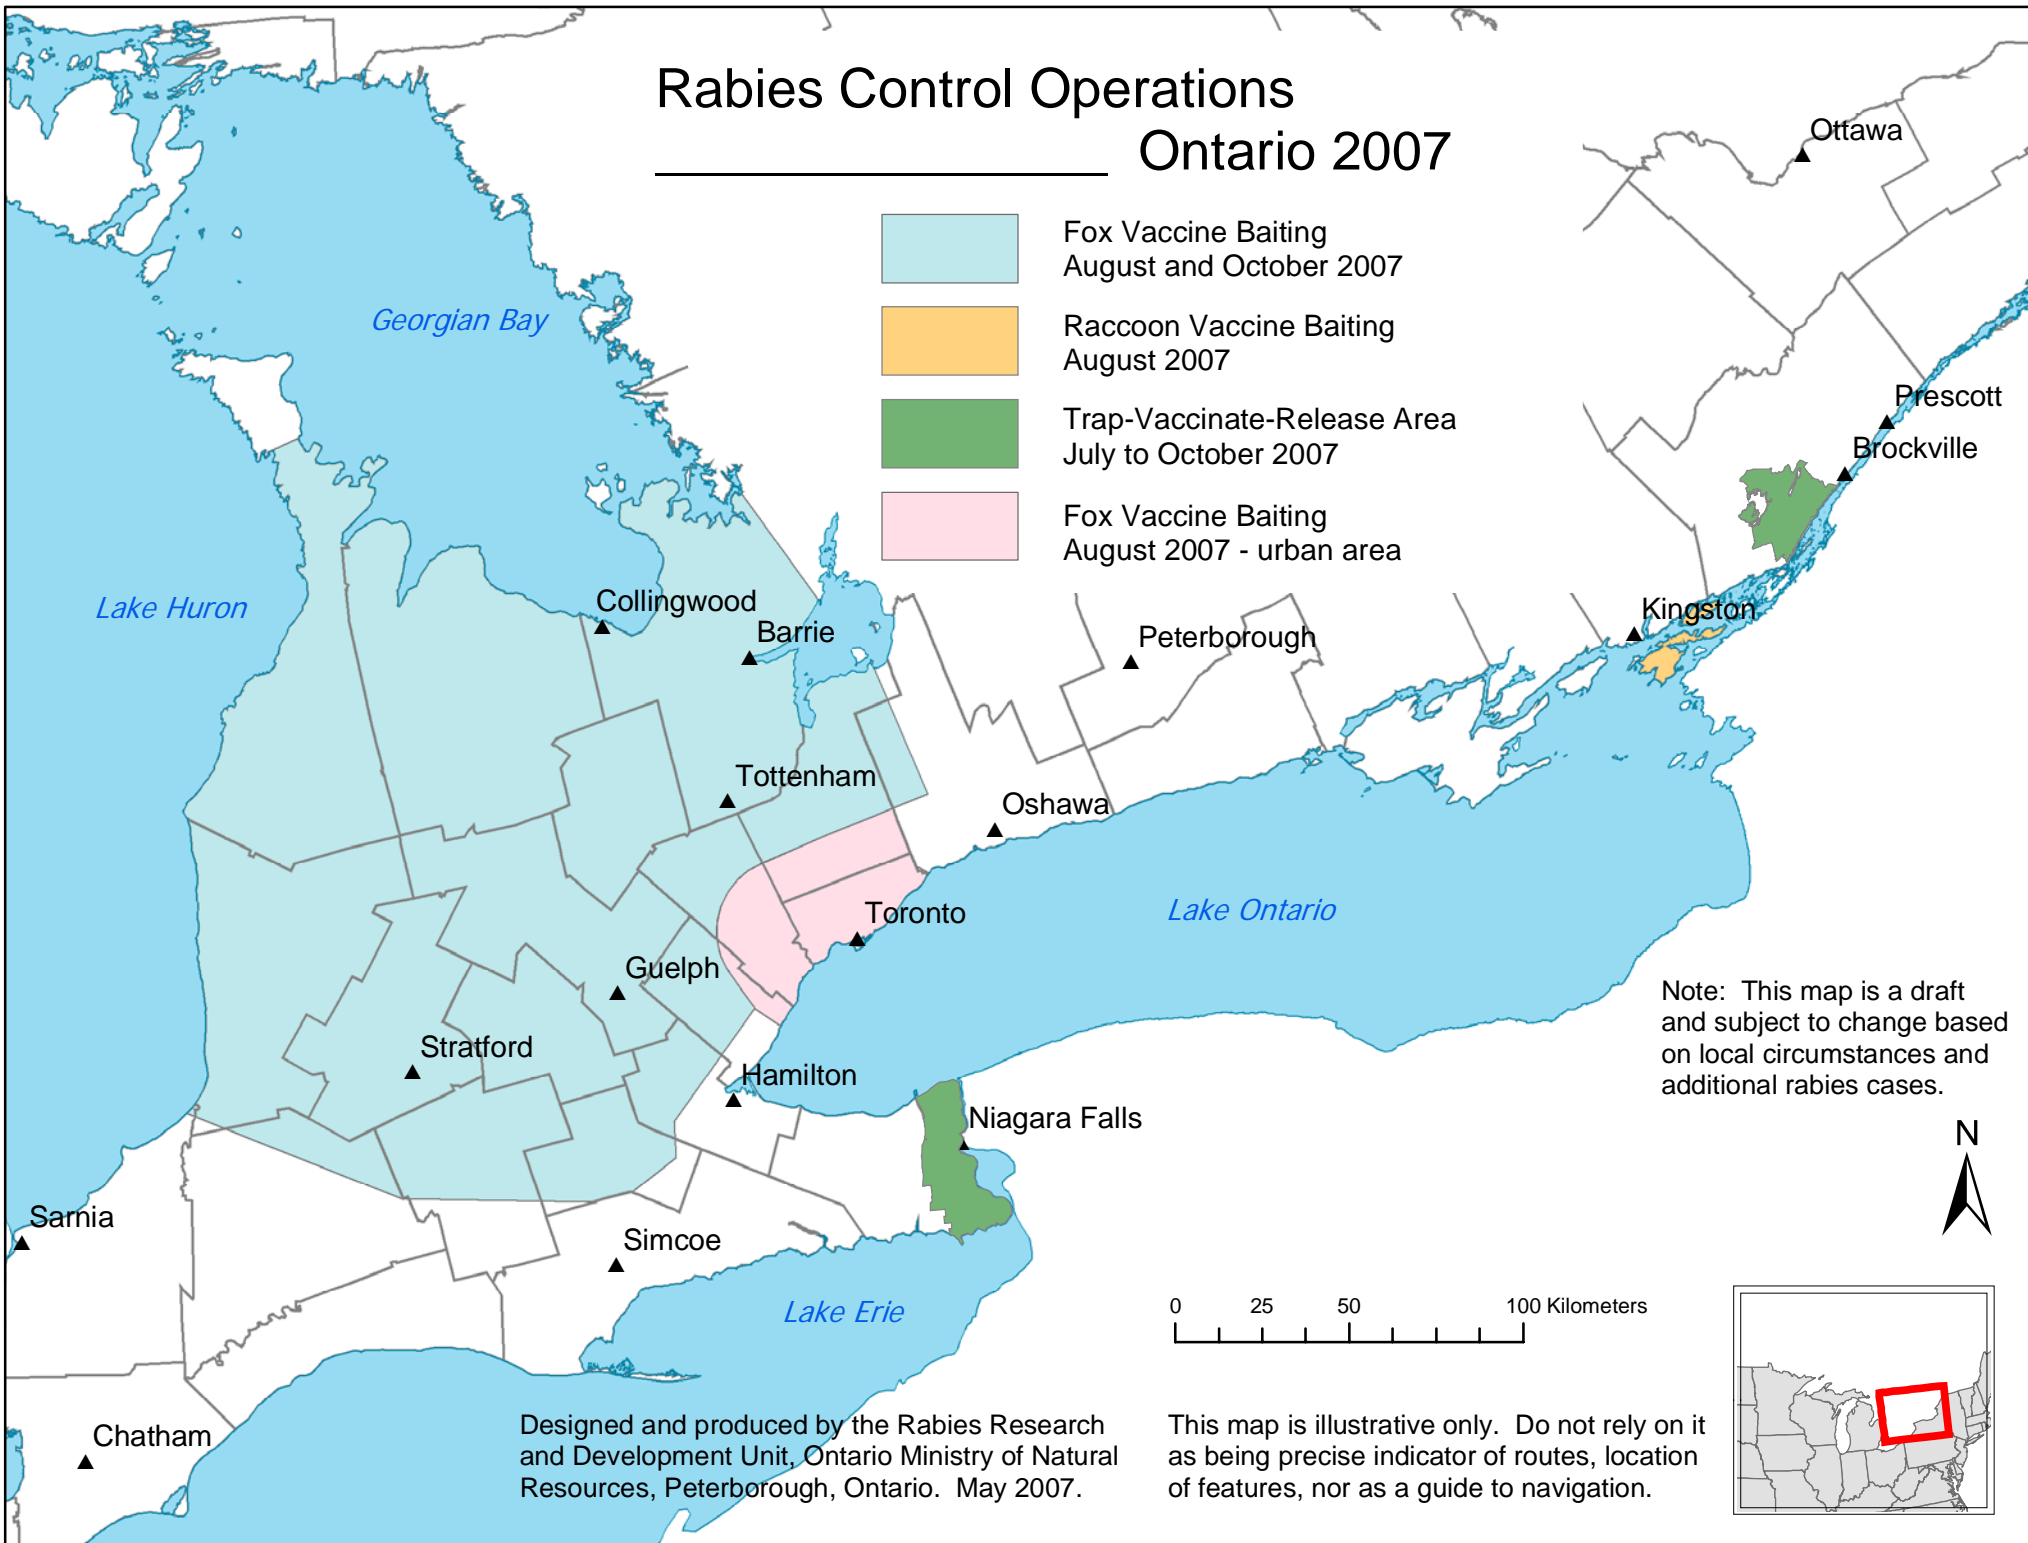 Rabies Control Operations
Ontario 2007
Fox Vaccine Baiting
August and October 2007
Raccoon Vaccine Baiting
August 2007
Trap-Vaccinate-Release Area
July to October 2007
Fox Vaccine Baiting
August 2007 - urban area
Ottawa
Georgian Bay
Prescott
Brockville
Lake Huron
Collingwood
Barrie
Peterborough
Kingston
Tottenham
Oshawa
Toronto
Lake Ontario
Guelph
Stratford
Hamilton
Niagara Falls
Note: This map is a draft
and subject to change based
on local circumstances and
additional rabies cases.
N
Sarnia
Simcoe
Lake Erie
Chatham
0 25 50 100 Kilometers
Designed and produced by the Rabies Research
and Development Unit, Ontario Ministry of Natural
Resources, Peterborough, Ontario. May 2007.
This map is illustrative only. Do not rely on it
as being precise indicator of routes, location
of features, nor as a guide to navigation.